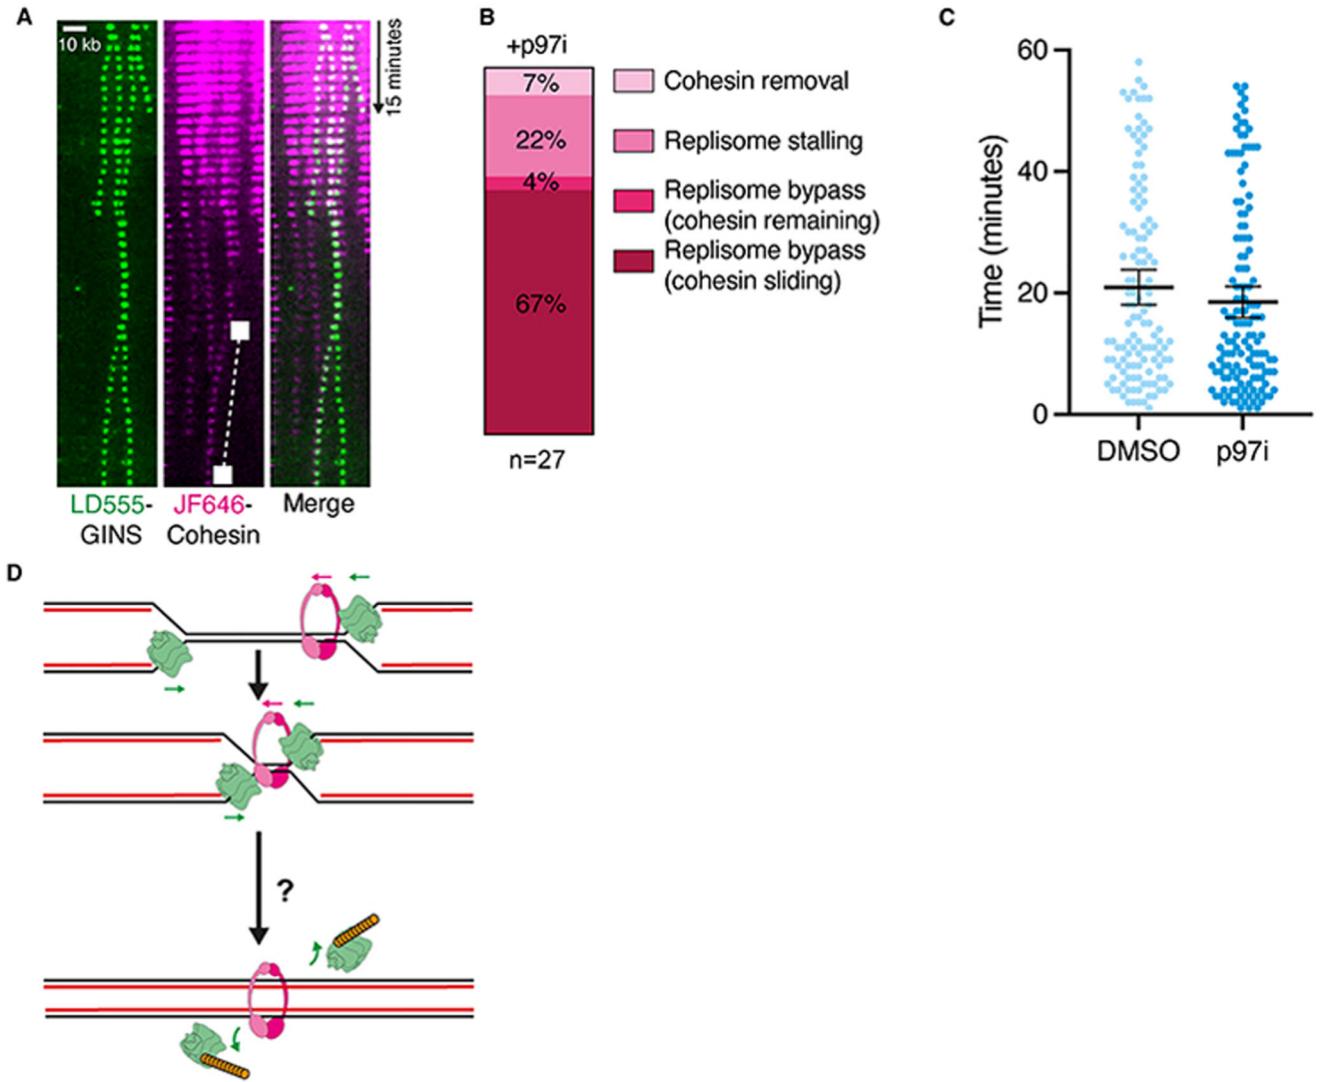 A
10 kb
15 minutes
LD555-
GINS
JF646-
Cohesin
Merge
B
+p97i
7%
22%
4%
67%
n=27
Cohesin removal
Replisome stalling
Replisome bypass
(cohesin remaining)
Replisome bypass
(cohesin sliding)
C
Time (minutes)
60
40
20
0
DMSO
p97i
D
?